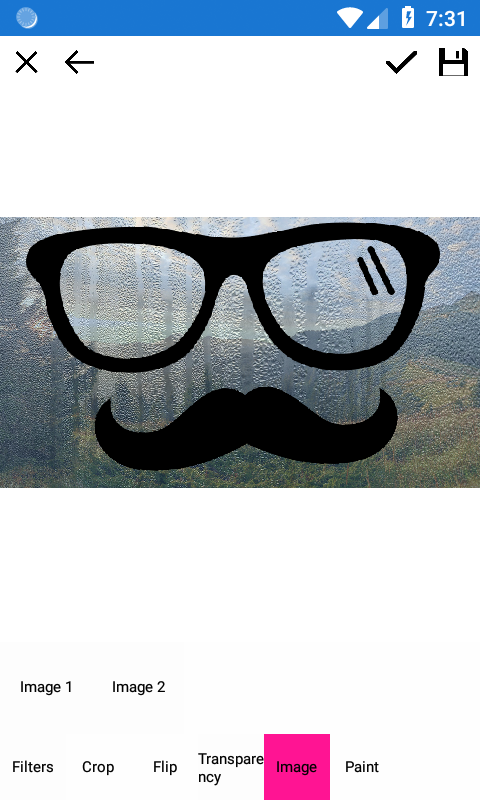 7:31
Image 1 Image 2
Filters Crop Flip Transpare
ncy Image Paint